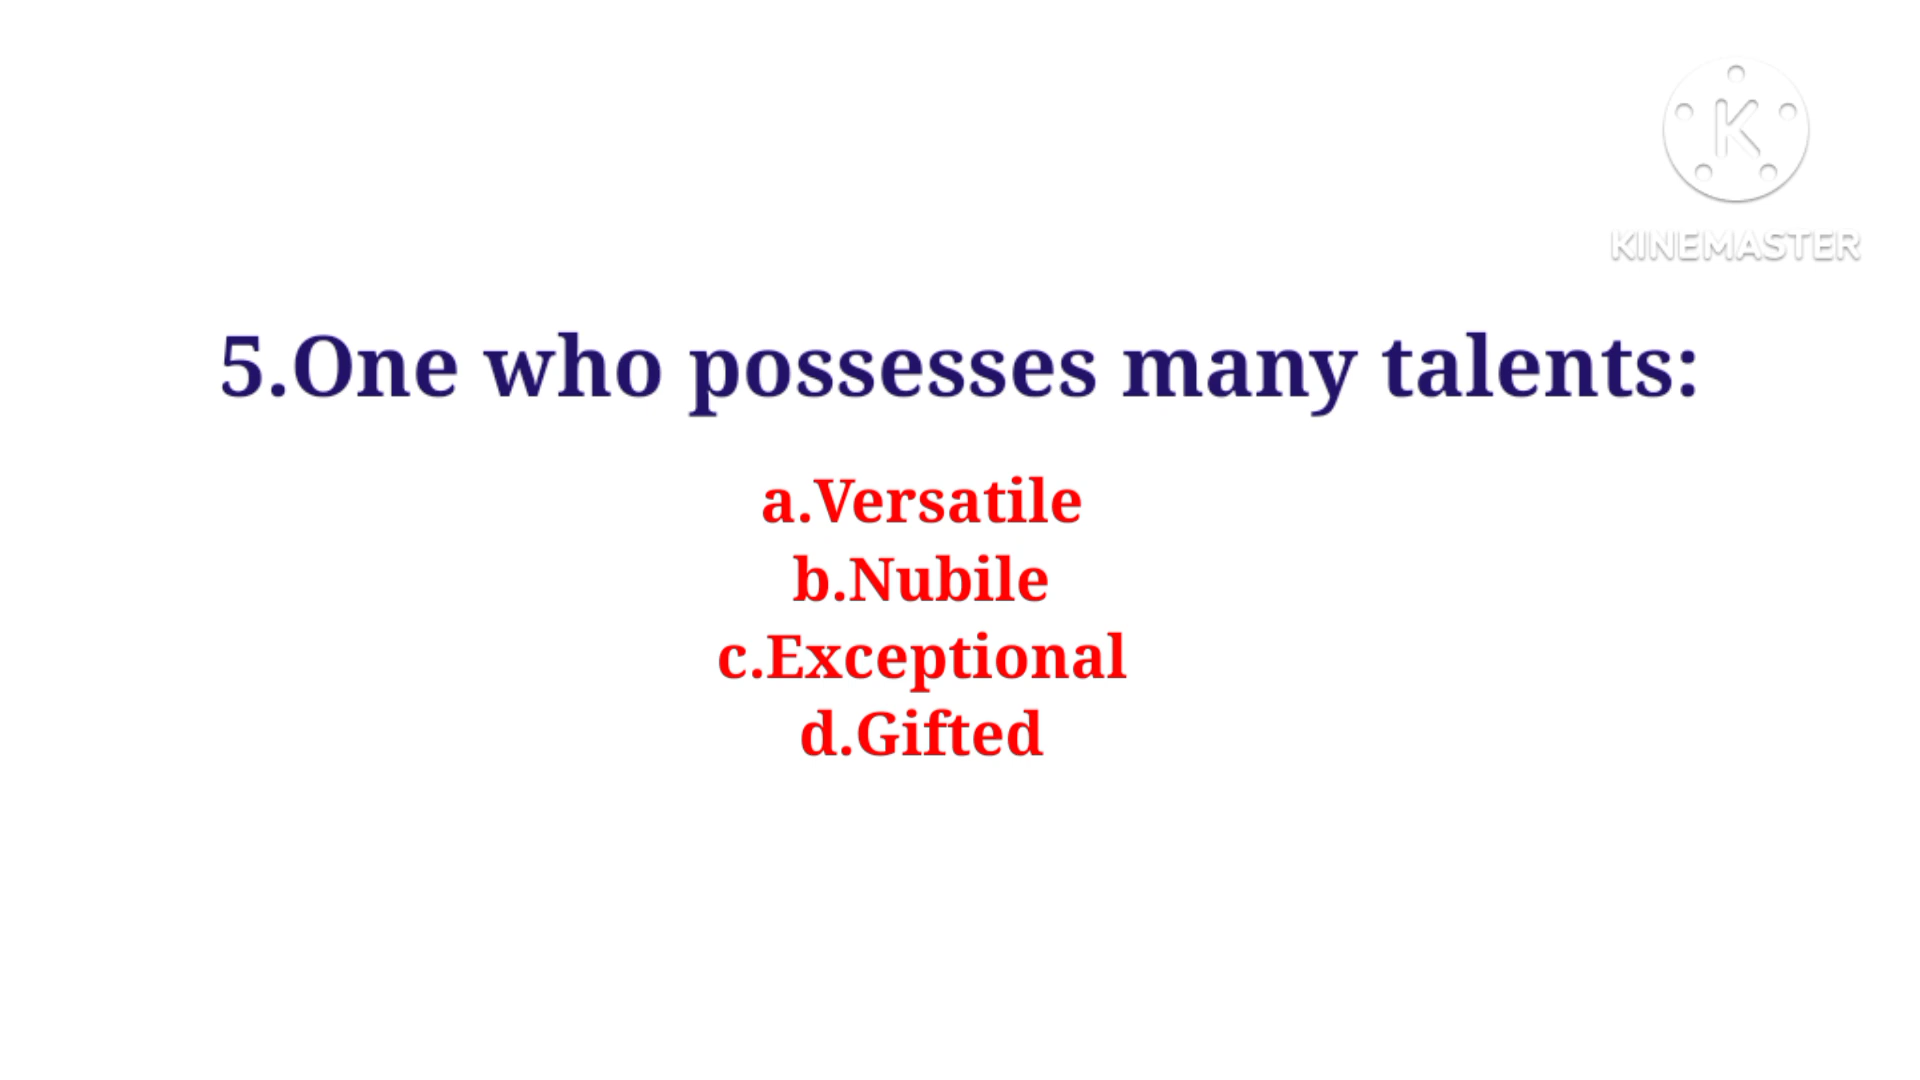 K
KINEMASTER
5.One who possesses many talents:
a.Versatile
b.Nubile
c.Exceptional
d.Gifted